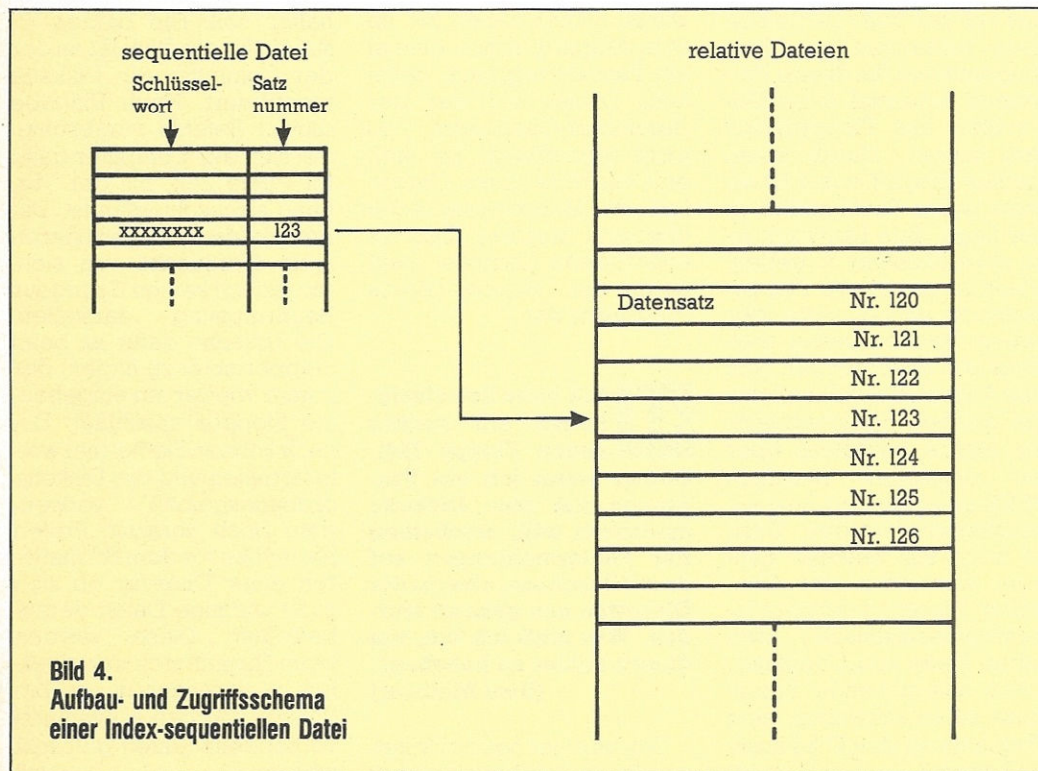 sequentielle Datei
Schlüssel-
wort
Satz
nummer
xxxxxxxx 123
relative Dateien
Datensatz Nr. 120
Nr. 121
Nr. 122
Nr. 123
Nr. 124
Nr. 125
Nr. 126
Bild 4.
Aufbau- und Zugriffsschema
einer Index-sequentiellen Datei